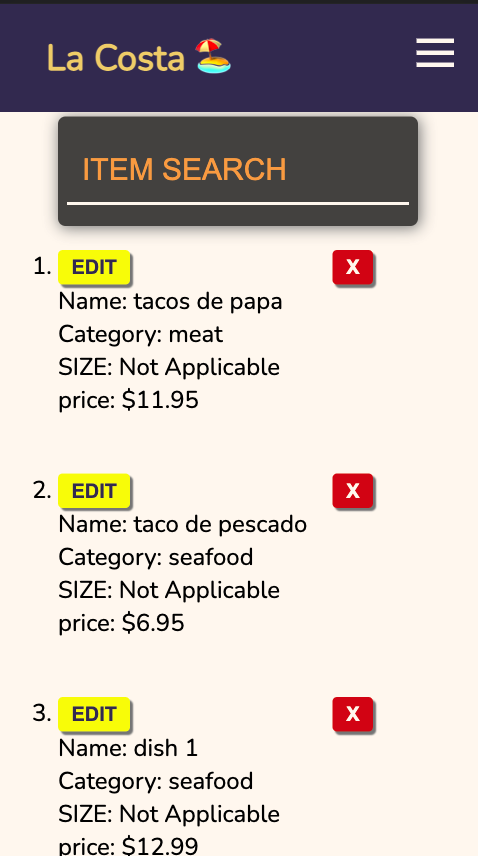 La Costa 🏖️
ITEM SEARCH
1. EDIT X
Name: tacos de papa
Category: meat
SIZE: Not Applicable
price: $11.95
2. EDIT X
Name: taco de pescado
Category: seafood
SIZE: Not Applicable
price: $6.95
3. EDIT X
Name: dish 1
Category: seafood
SIZE: Not Applicable
price: $12.99